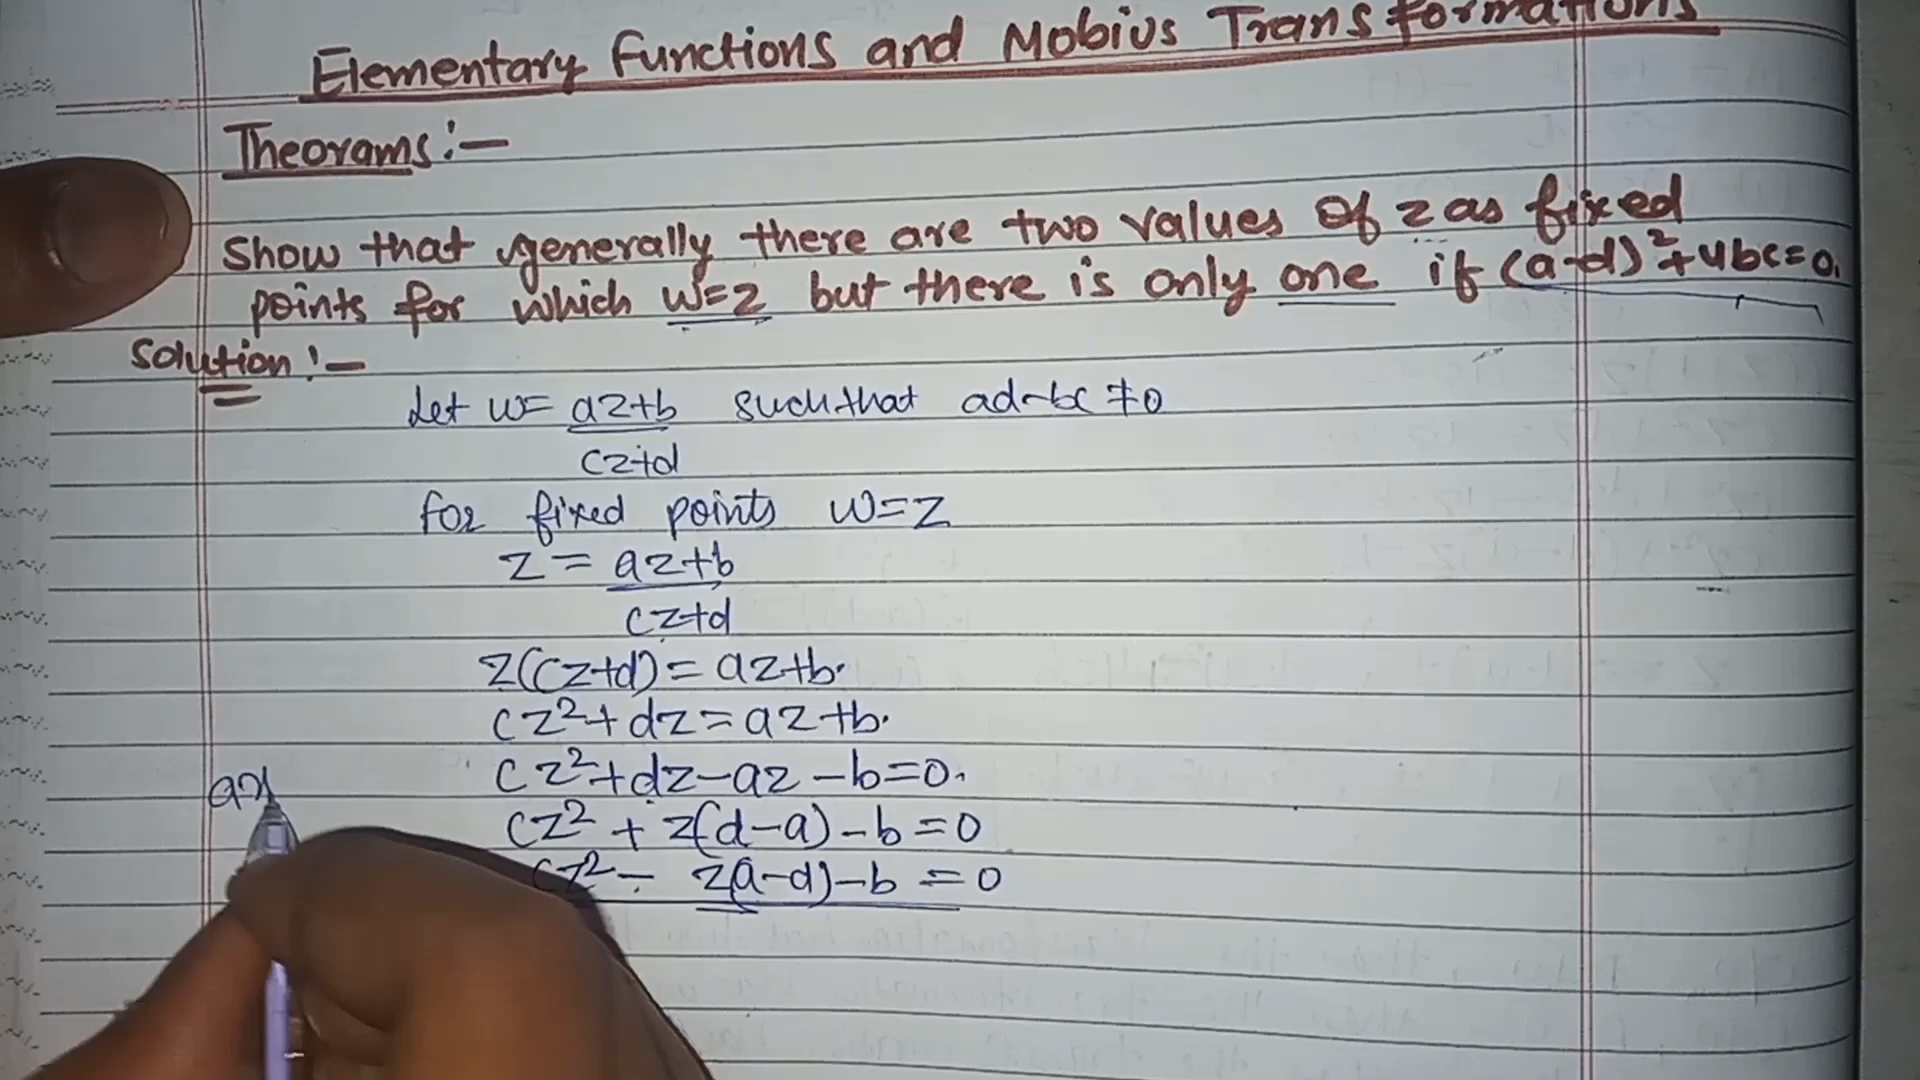 Elementary Functions and Mobius Transformations
Theorams:-
Show that generally there are two values of z as fixed
points for which w=z but there is only one if (a-d)²+4bc=0.
Solution:-
Let w= az+b such that ad-bc ≠0
cz+d
for fixed points w=z
z = az+b
cz+d
z(cz+d)= az+b.
cz²+dz=az+b.
cz²+dz-az-b=0.
ax
cz² + z(d-a)-b=0
cz²- z(a-d)-b =0